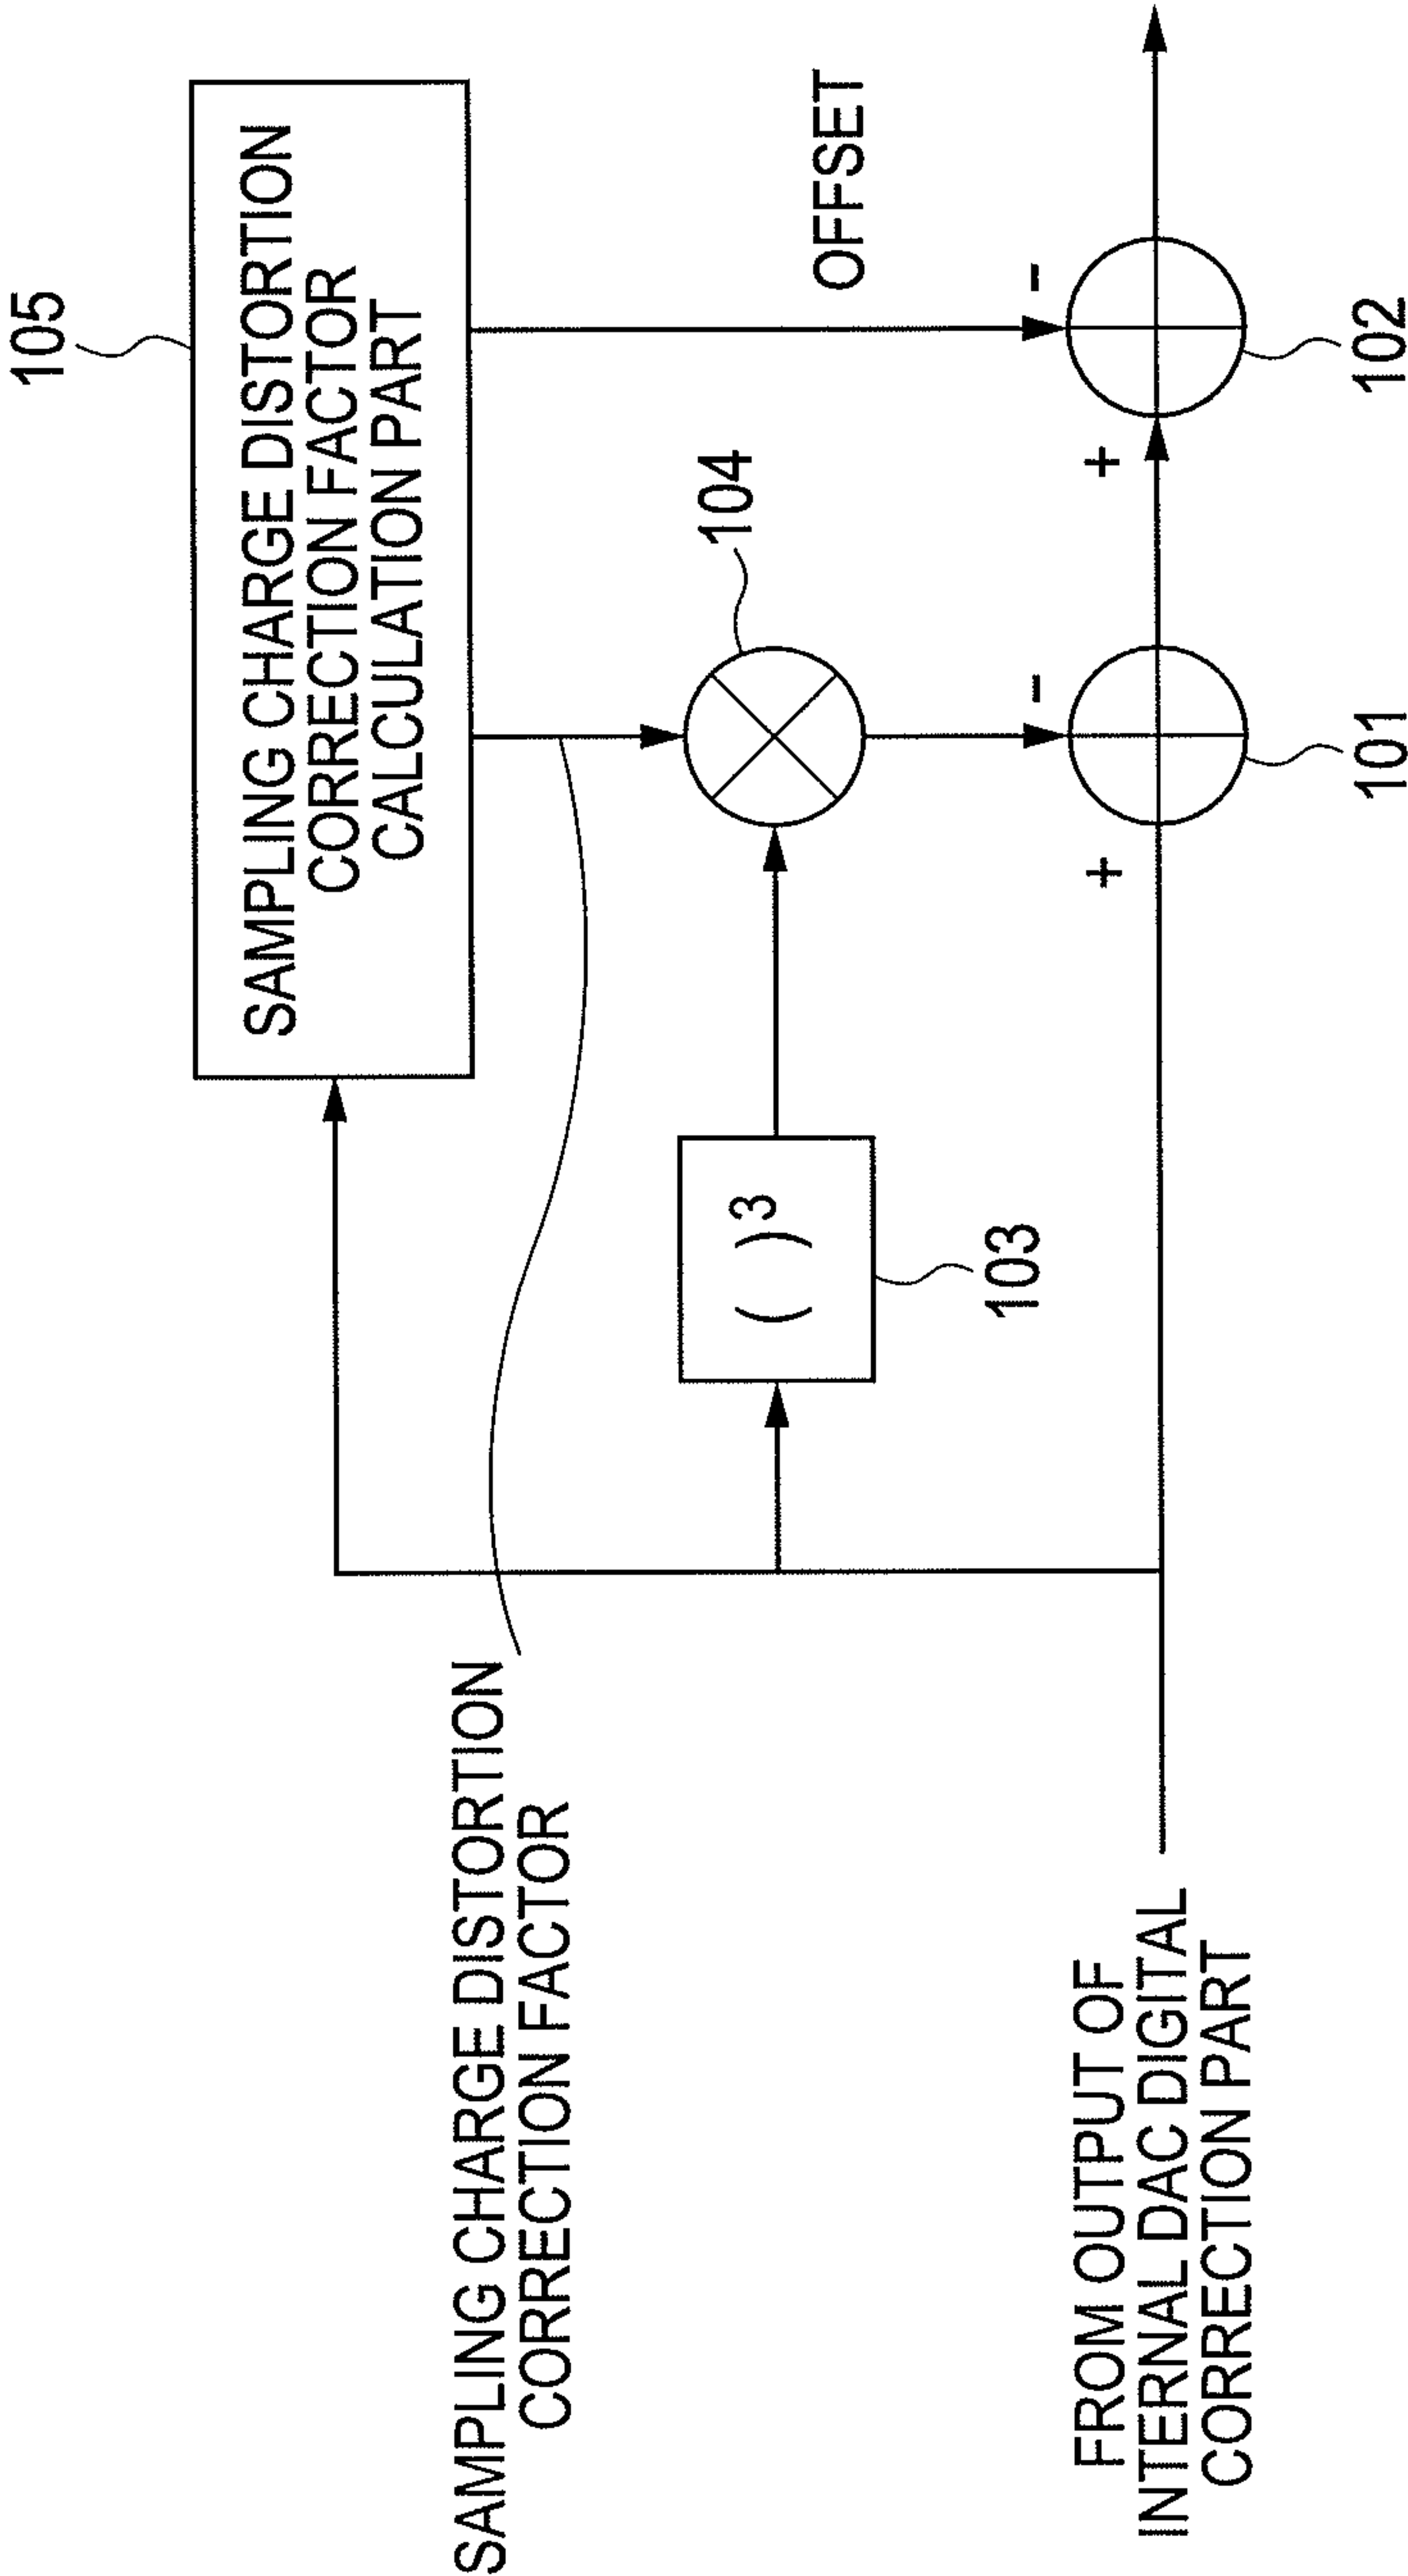 105
SAMPLING CHARGE DISTORTION
CORRECTION FACTOR
CALCULATION PART
SAMPLING CHARGE DISTORTION
CORRECTION FACTOR
( )3
103
104
OFFSET
-
-
+
+
FROM OUTPUT OF
INTERNAL DAC DIGITAL
CORRECTION PART
101
102